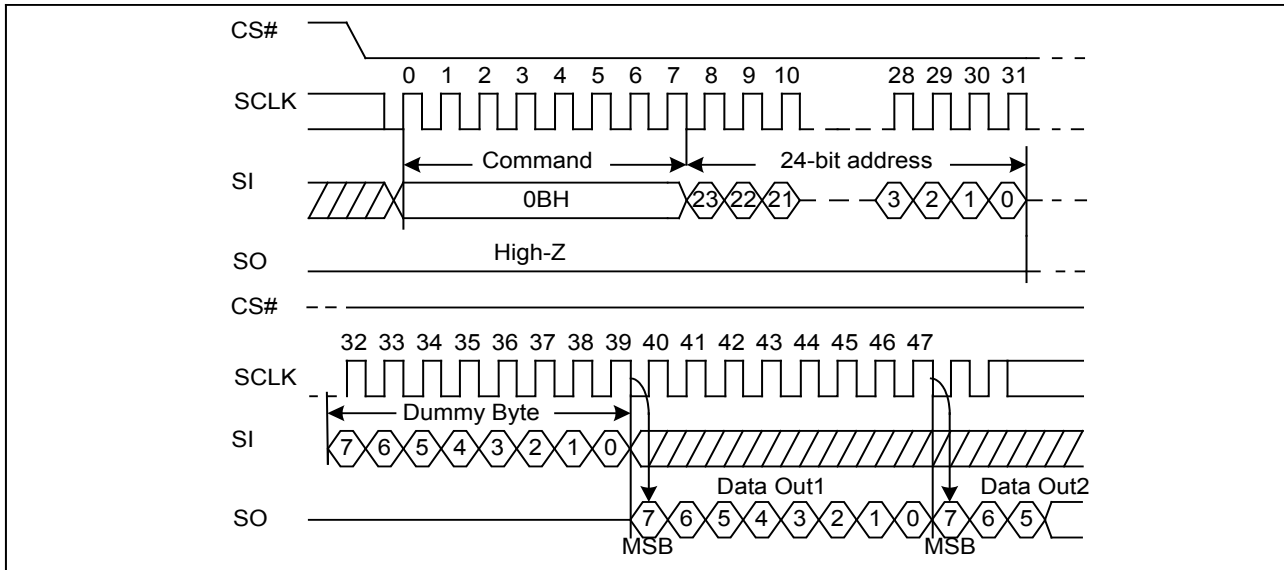 CS#
0 1 2 3 4 5 6 7 8 9 10 28 29 30 31
SCLK
Command 24-bit address
SI
0BH 23 22 21 3 2 1 0
High-Z
SO
CS#
32 33 34 35 36 37 38 39 40 41 42 43 44 45 46 47
SCLK
Dummy Byte
SI
7 6 5 4 3 2 1 0
Data Out1 Data Out2
SO
7 6 5 4 3 2 1 0 7 6 5
MSB MSB